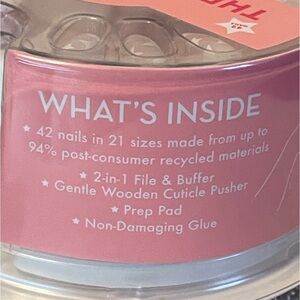 WHAT'S INSIDE
★ 42 nails in 21 sizes made from up to
94% post-consumer recycled materials
★ 2-in-1 File & Buffer
★ Gentle Wooden Cuticle Pusher
★ Prep Pad
★ Non-Damaging Glue